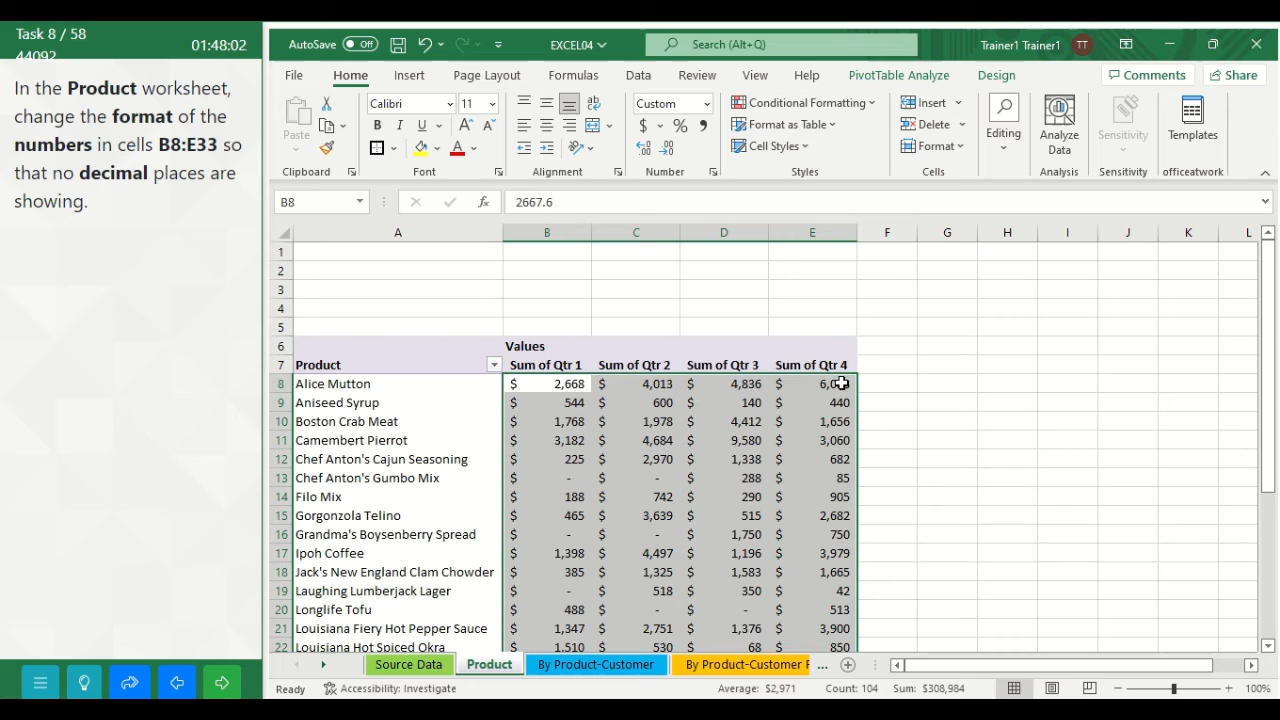 Task 8 / 58
44092
01:48:02
In the Product worksheet,
change the format of the
numbers in cells B8:E33 so
that no decimal places are
showing.
AutoSave Off EXCEL04 Search (Alt+Q) Trainer1 Trainer1 TT
File Home Insert Page Layout Formulas Data Review View Help PivotTable Analyze Design Comments Share
Paste Calibri 11 Custom Conditional Formatting Insert Editing Analyze Data Sensitivity Templates
B I U A A $ % Format as Table Delete
A Cell Styles Format
Clipboard Font Alignment Number Styles Cells Analysis Sensitivity officeatwork
B8 fx 2667.6
A B C D E F G H I J K L
1
2
3
4
5
6 Values
7 Product Sum of Qtr 1 Sum of Qtr 2 Sum of Qtr 3 Sum of Qtr 4
8 Alice Mutton $ 2,668 $ 4,013 $ 4,836 $
9 Aniseed Syrup $ 544 $ 600 $ 140 $ 440
10 Boston Crab Meat $ 1,768 $ 1,978 $ 4,412 $ 1,656
11 Camembert Pierrot $ 3,182 $ 4,684 $ 9,580 $ 3,060
12 Chef Anton's Cajun Seasoning $ 225 $ 2,970 $ 1,338 $ 682
13 Chef Anton's Gumbo Mix $ - $ - $ 288 $ 85
14 Filo Mix $ 188 $ 742 $ 290 $ 905
15 Gorgonzola Telino $ 465 $ 3,639 $ 515 $ 2,682
16 Grandma's Boysenberry Spread $ - $ - $ 1,750 $ 750
17 Ipoh Coffee $ 1,398 $ 4,497 $ 1,196 $ 3,979
18 Jack's New England Clam Chowder $ 385 $ 1,325 $ 1,583 $ 1,665
19 Laughing Lumberjack Lager $ - $ 518 $ 350 $ 42
20 Longlife Tofu $ 488 $ - $ - $ 513
21 Louisiana Fiery Hot Pepper Sauce $ 1,347 $ 2,751 $ 1,376 $ 3,900
22 Louisiana Hot Spiced Okra $ 1,510 $ 530 $ 68 $ 850
Source Data Product By Product-Customer By Product-Customer F ...
Ready Accessibility: Investigate Average: $2,971 Count: 104 Sum: $308,984 100%